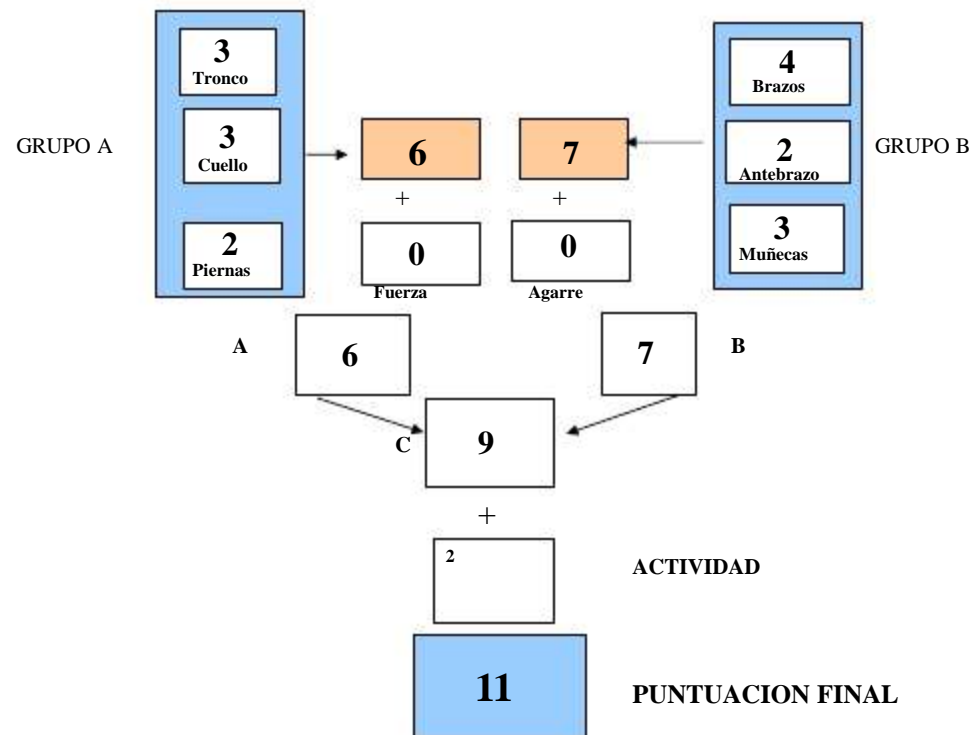 3
Tronco
3
Cuello
2
Piernas
GRUPO A
6
+
0
Fuerza
7
+
0
Agarre
4
Brazos
2
Antebrazo
3
Muñecas
GRUPO B
A
6
7
B
C
9
+
2
ACTIVIDAD
11
PUNTUACION FINAL